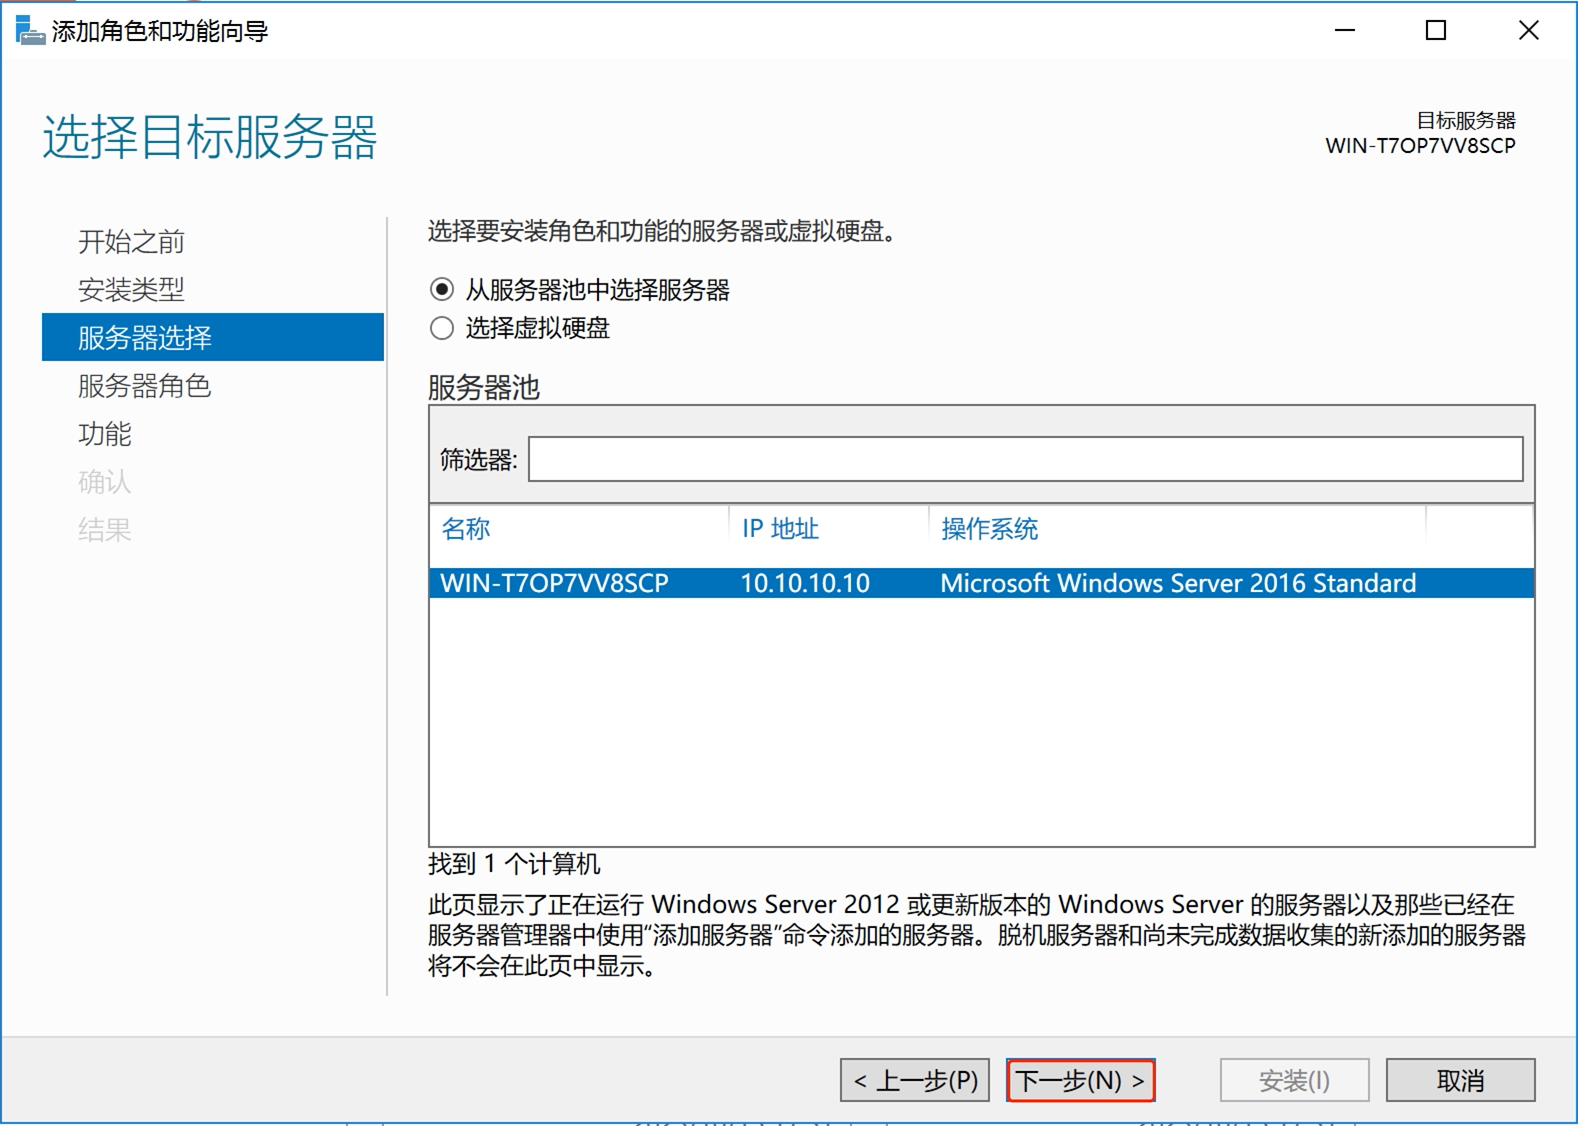 添加角色和功能向导
选择目标服务器
目标服务器
WIN-T7OP7VV8SCP
开始之前
安装类型
服务器选择
服务器角色
功能
确认
结果
选择要安装角色和功能的服务器或虚拟硬盘。
从服务器池中选择服务器
选择虚拟硬盘
服务器池
筛选器:
名称 IP 地址 操作系统
WIN-T7OP7VV8SCP 10.10.10.10 Microsoft Windows Server 2016 Standard
找到 1 个计算机
此页显示了正在运行 Windows Server 2012 或更新版本的 Windows Server 的服务器以及那些已经在
服务器管理器中使用“添加服务器”命令添加的服务器。脱机服务器和尚未完成数据收集的新添加的服务器
将不会在此页中显示。
< 上一步(P) 下一步(N) > 安装(I) 取消